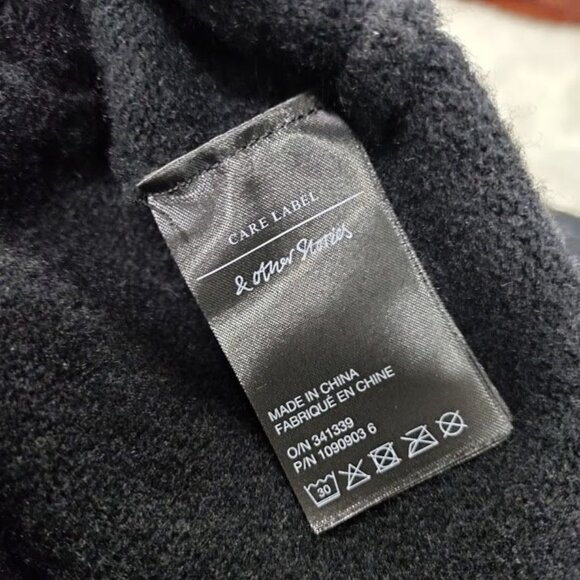 CARE LABEL
& Other Stories
MADE IN CHINA
FABRIQUÉ EN CHINE
O/N 341339
P/N 1090903 6
30